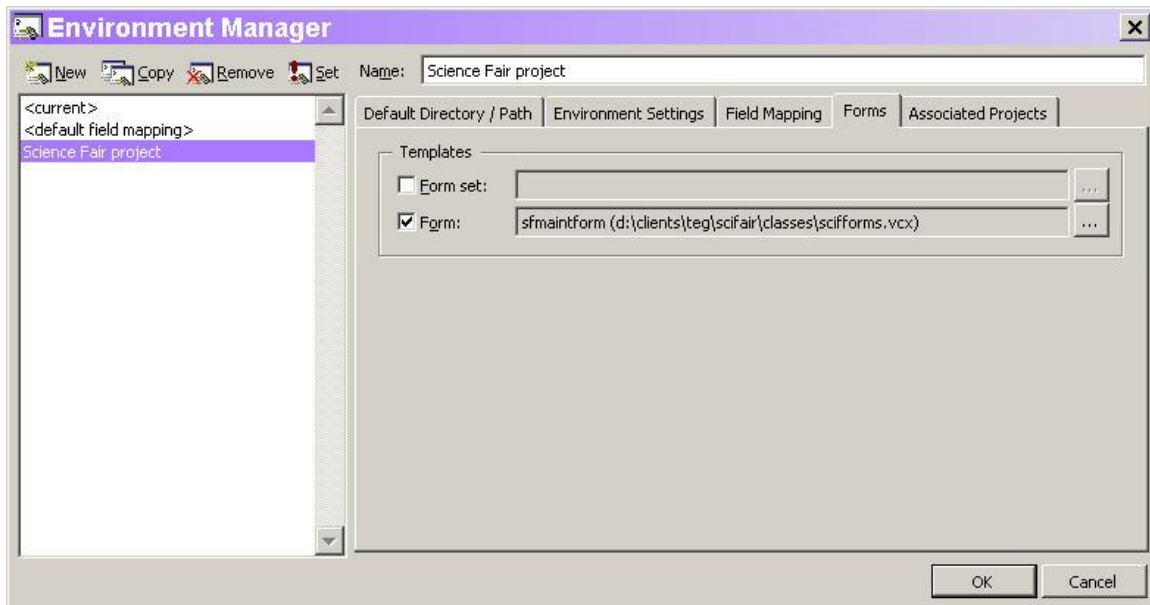 Environment Manager
New Copy Remove Set Name: Science Fair project
<current>
<default field mapping>
Science Fair project
Default Directory / Path Environment Settings Field Mapping Forms Associated Projects
Templates
Form set: ...
Form: sfmaintform (d:\clients\teg\scifair\classes\scifforms.vcx) ...
OK Cancel